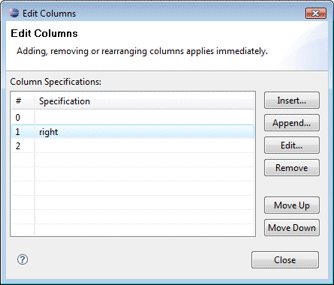 Edit Columns
Edit Columns
Adding, removing or rearranging columns applies immediately.
Column Specifications:
# Specification
0
1 right
2
Insert...
Append...
Edit...
Remove
Move Up
Move Down
?
Close